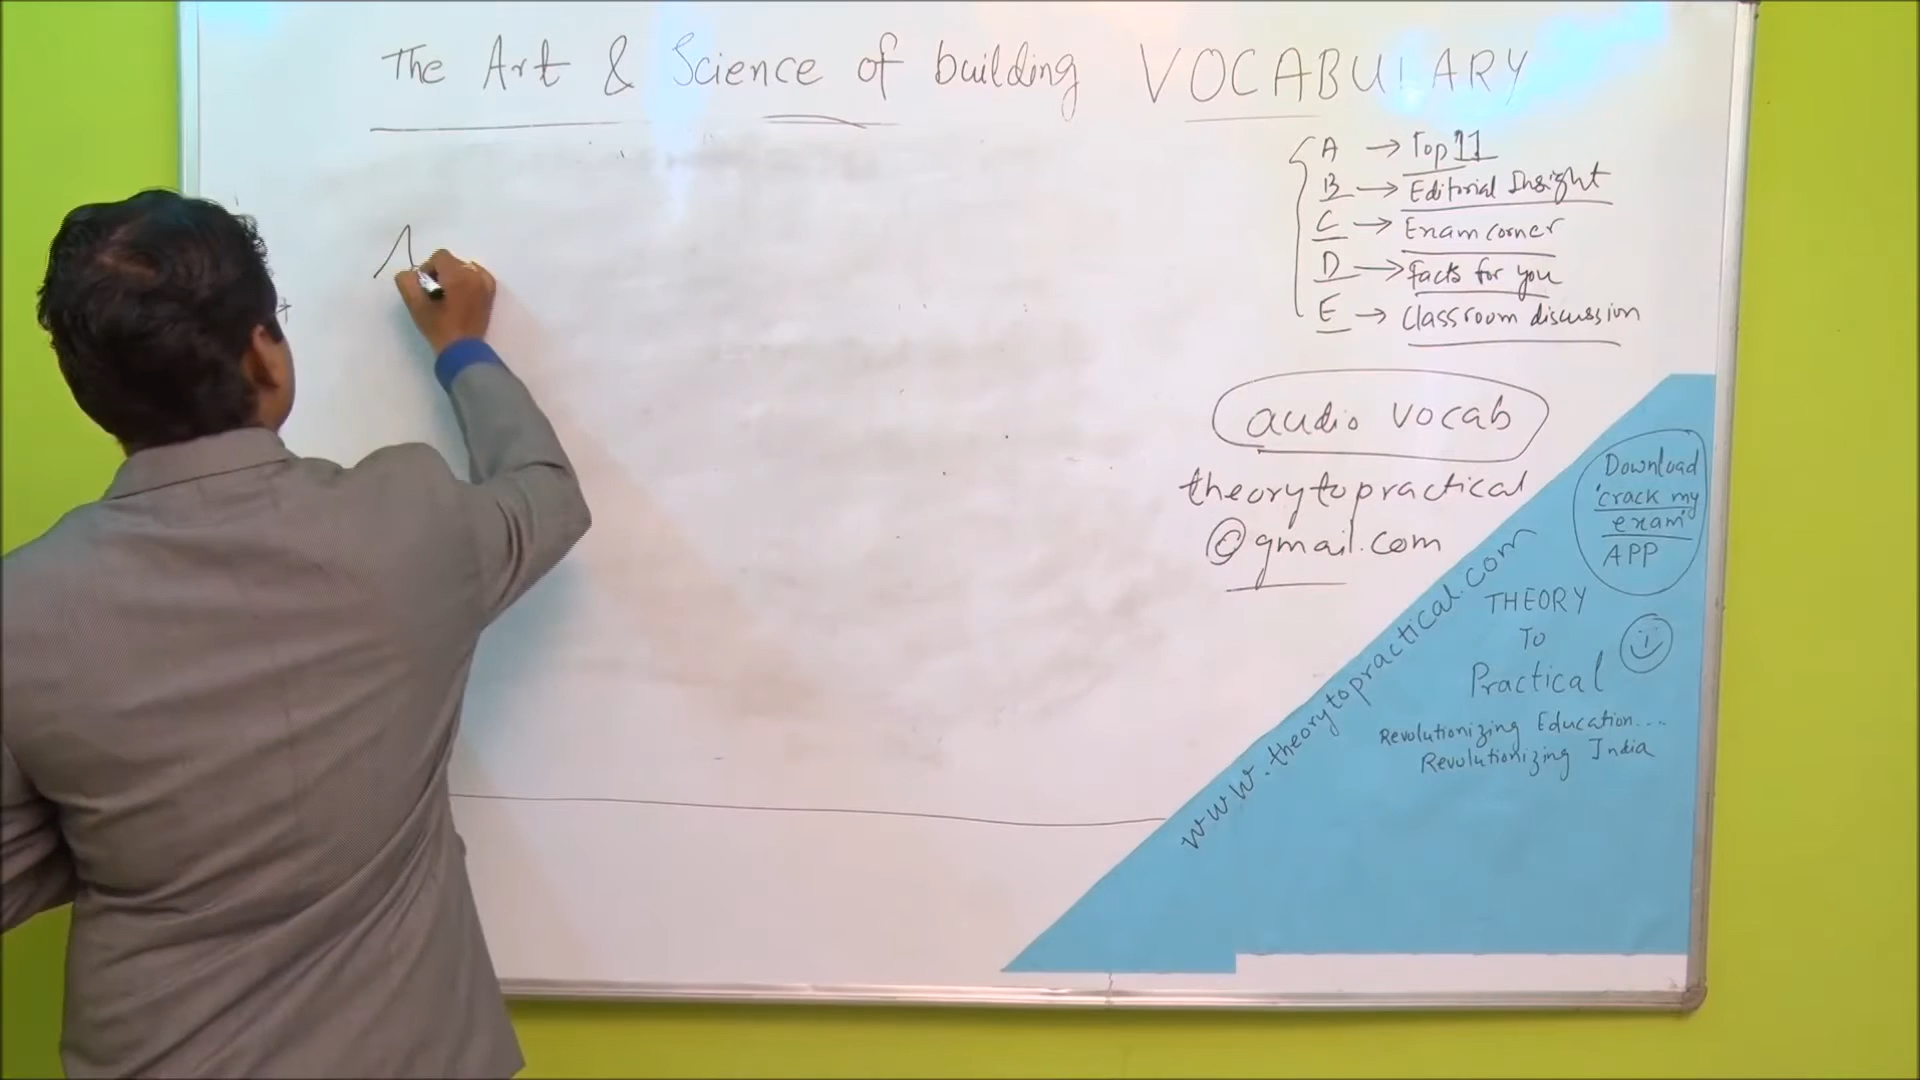 The Art & Science of building VOCABULARY
A → Top 11
B → Editorial Insight
C → Exam corner
D → Facts for you
E → Classroom discussion
audio vocab
theorytopractical
@gmail.com
Download
'crack my
exam'
APP
www.theorytopractical.com
THEORY
To
Practical
Revolutionizing Education....
Revolutionizing India